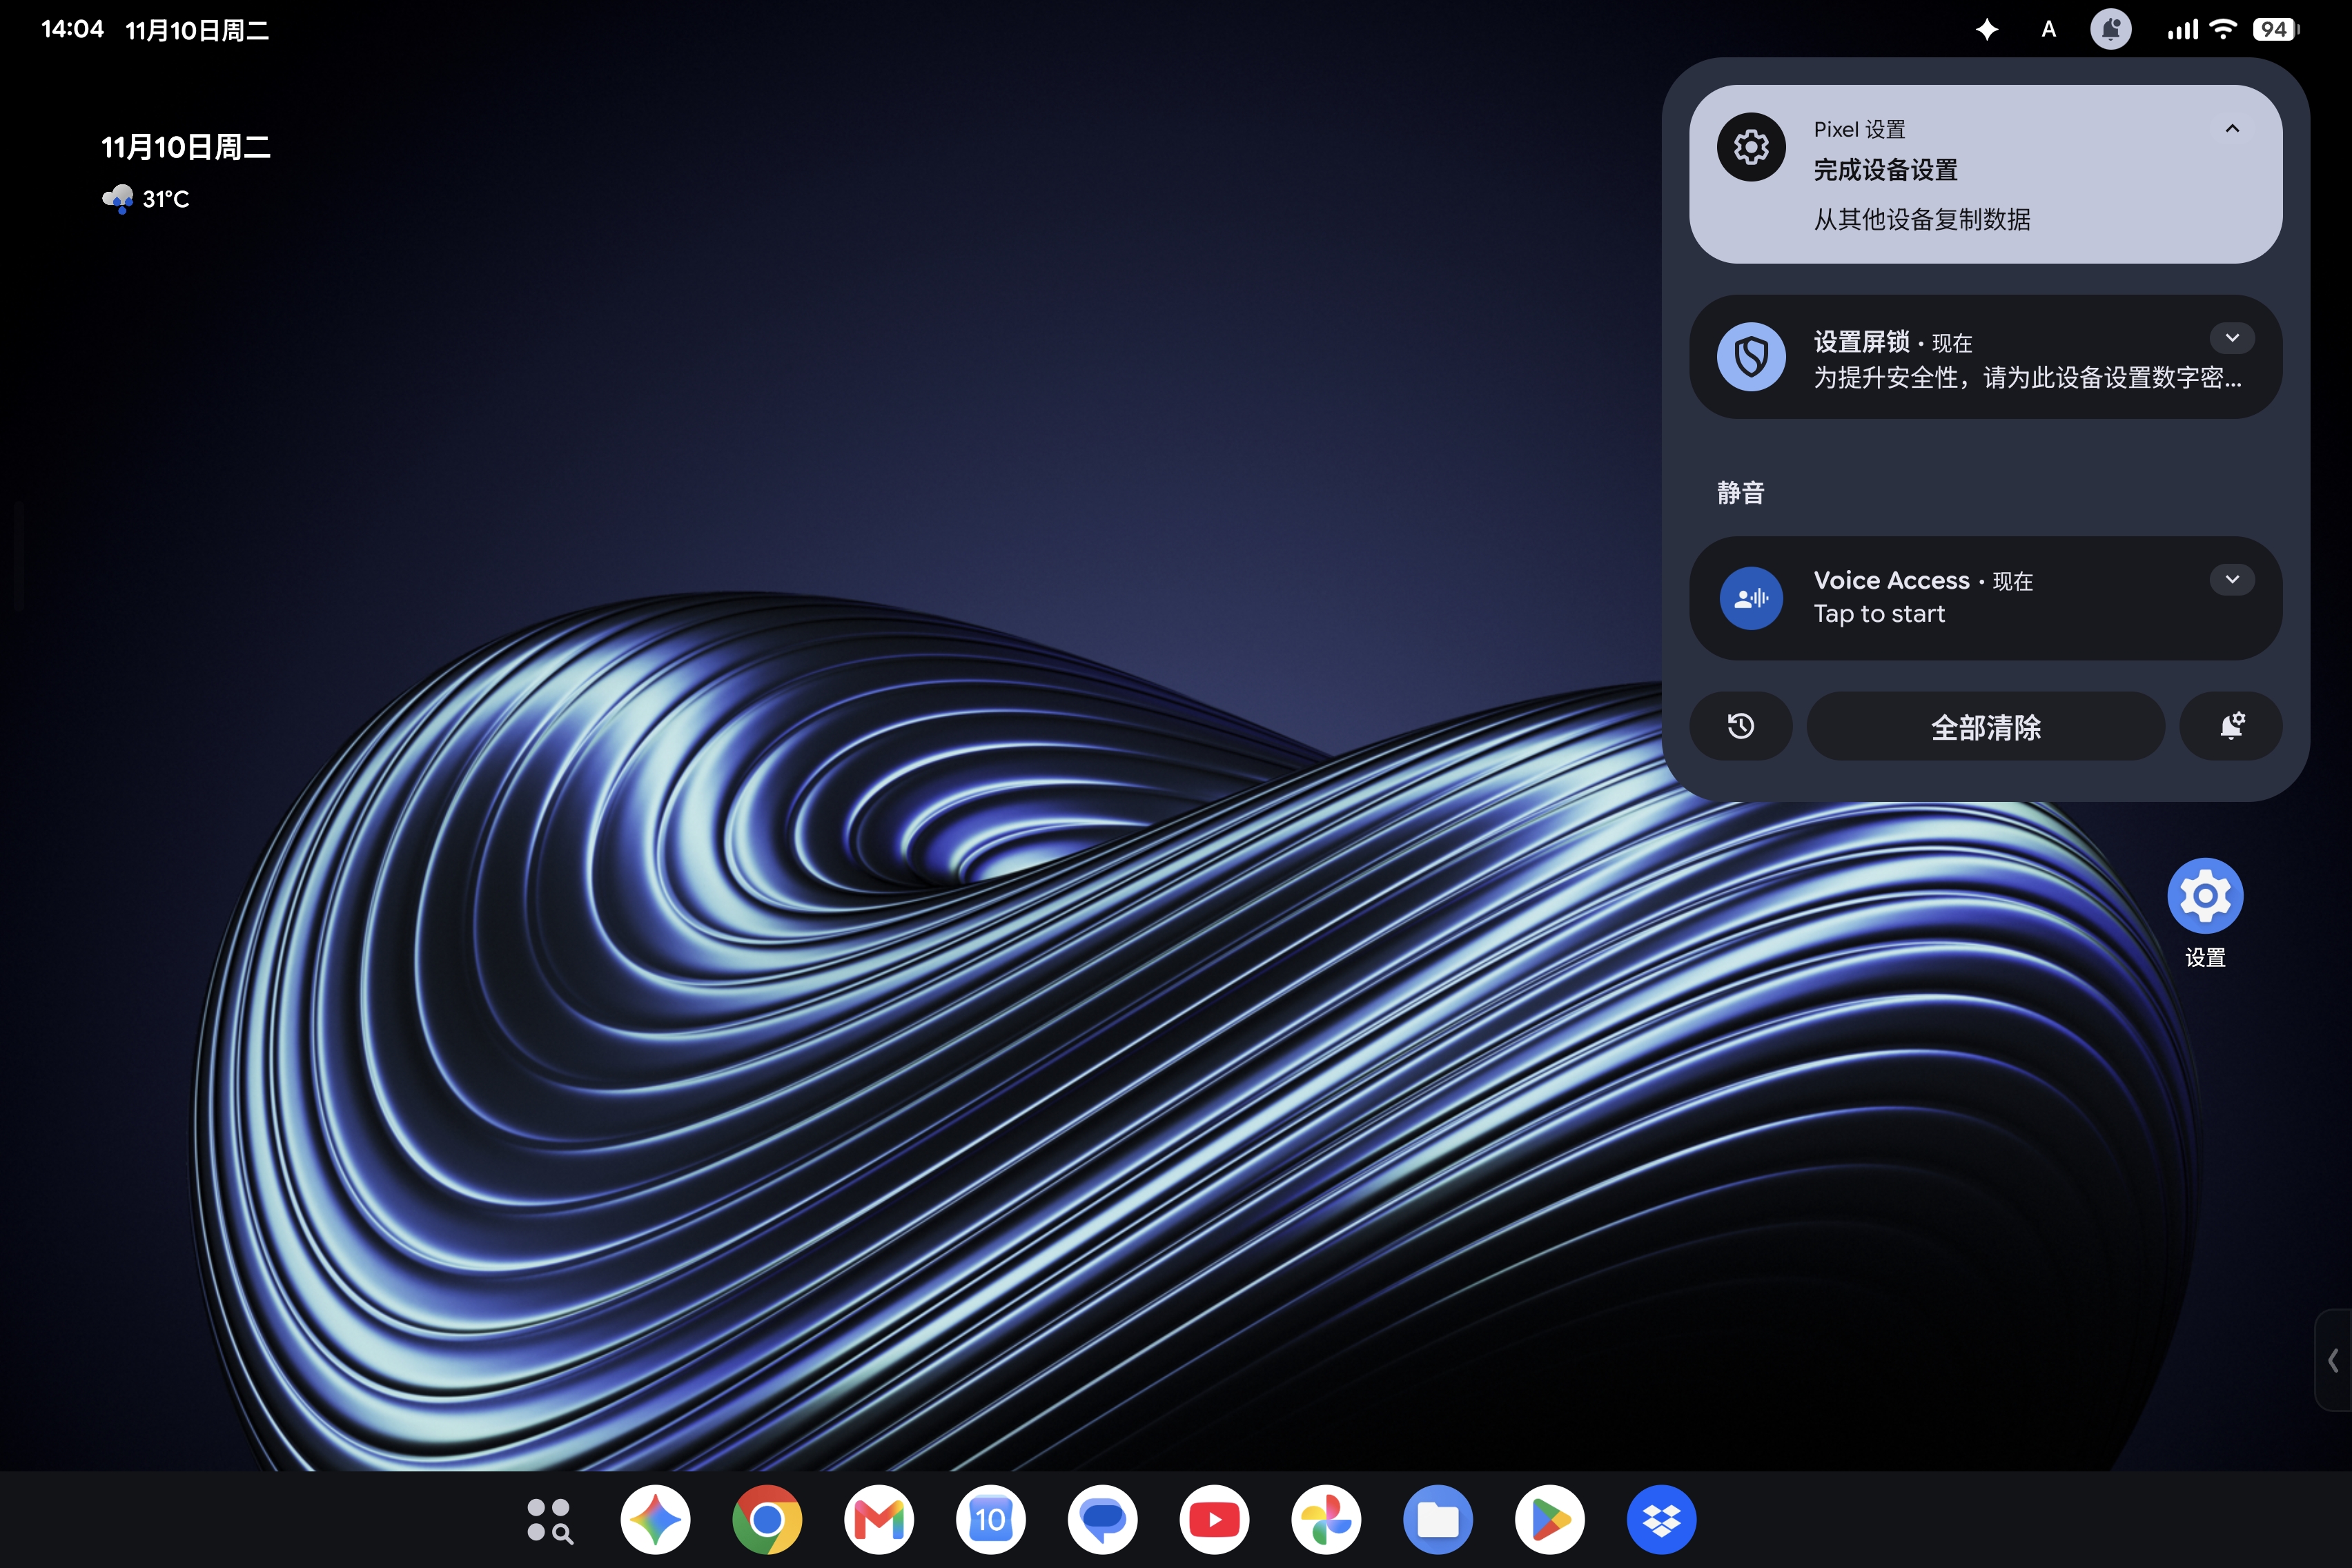 14:04 11月10日周二
A
94
11月10日周二
31°C
Pixel 设置
完成设备设置
从其他设备复制数据
设置屏锁 • 现在
为提升安全性，请为此设备设置数字密...
静音
Voice Access • 现在
Tap to start
全部清除
设置
10